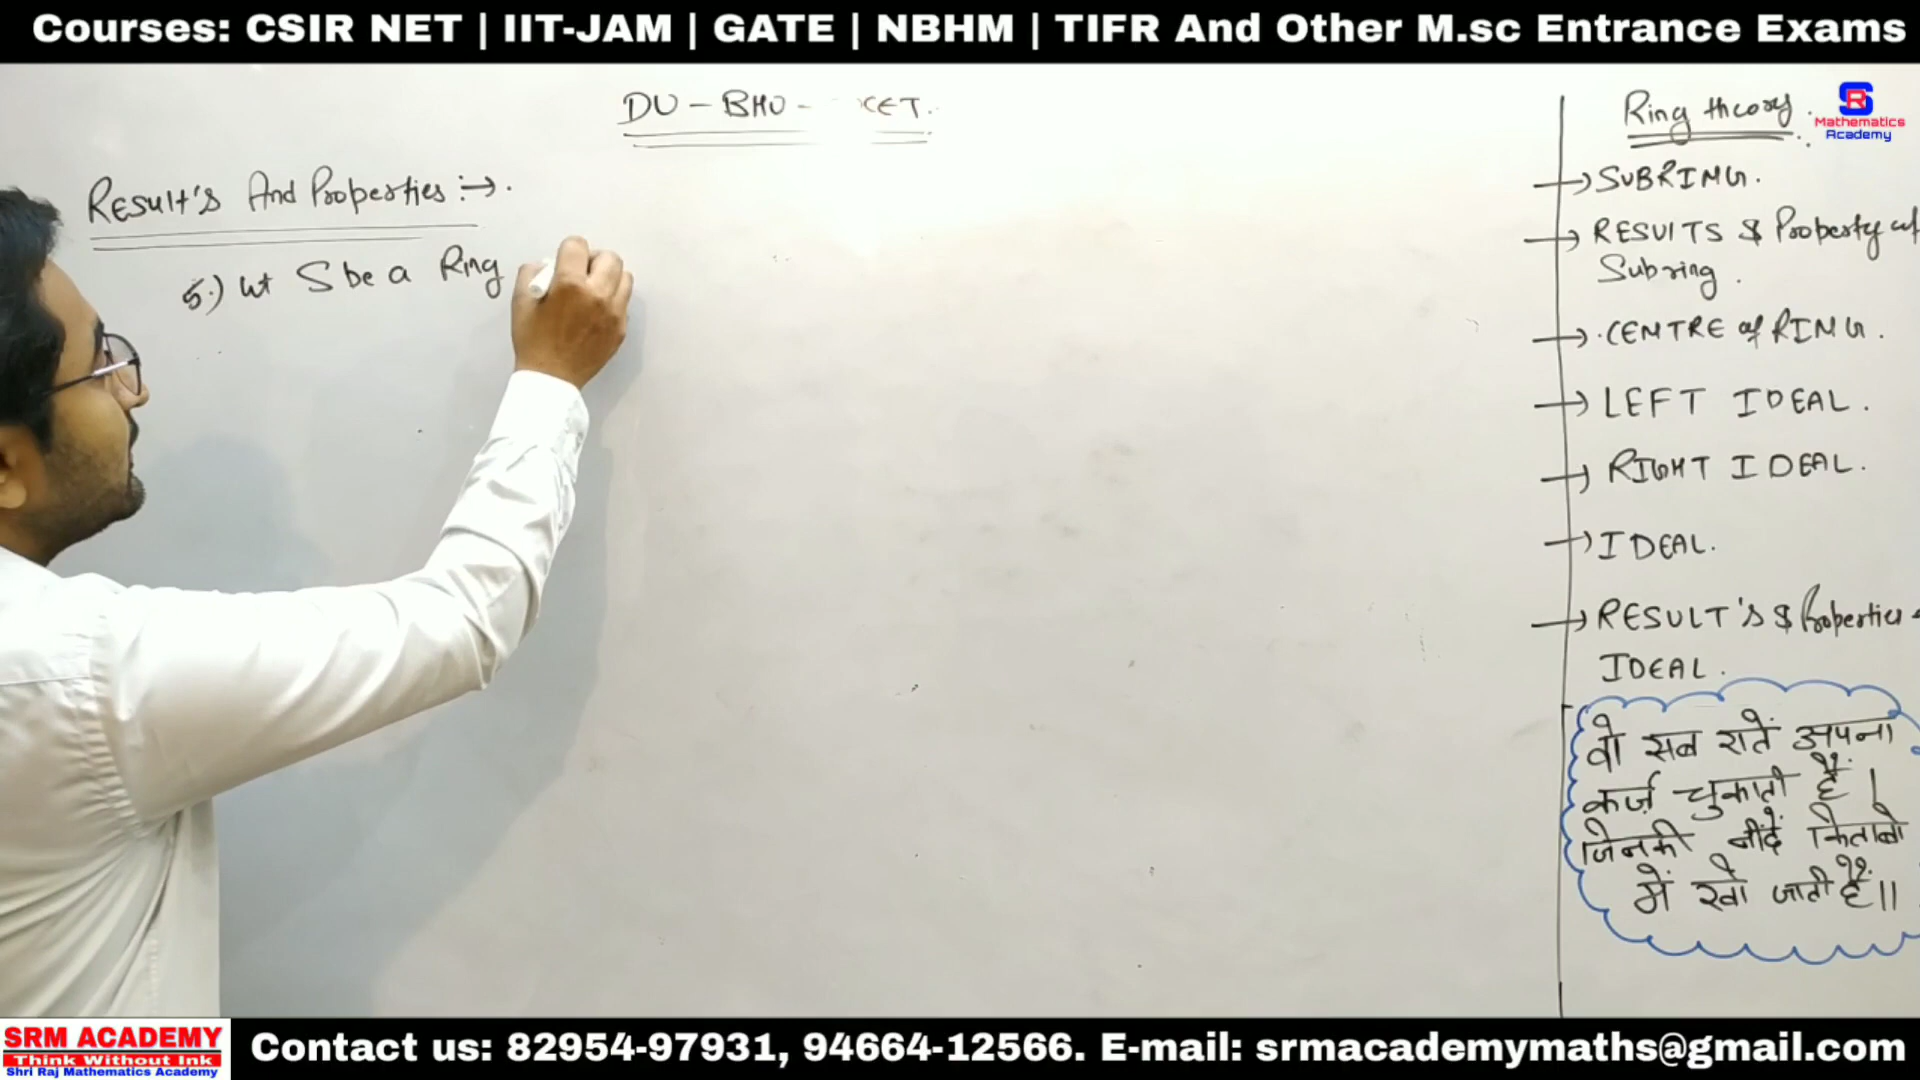 Courses: CSIR NET | IIT-JAM | GATE | NBHM | TIFR And Other M.sc Entrance Exams
DU - BHU - CET.
Result's And Properties :→.
5.) Let S be a Ring
Ring theory.
SR
Mathematics
Academy
→ SUBRING.
→ RESULTS & Property of
Subring.
→ CENTRE of RING.
→ LEFT IDEAL.
→ RIGHT IDEAL.
→ IDEAL.
→ RESULT'S & Properties
IDEAL.
वो सब रातें अपना
कर्ज चुकाती हैं।
जिनकी नींदें किताबो
में खो जाती हैं॥
SRM ACADEMY
Think Without Ink
Shri Raj Mathematics Academy
Contact us: 82954-97931, 94664-12566. E-mail: srmacademymaths@gmail.com